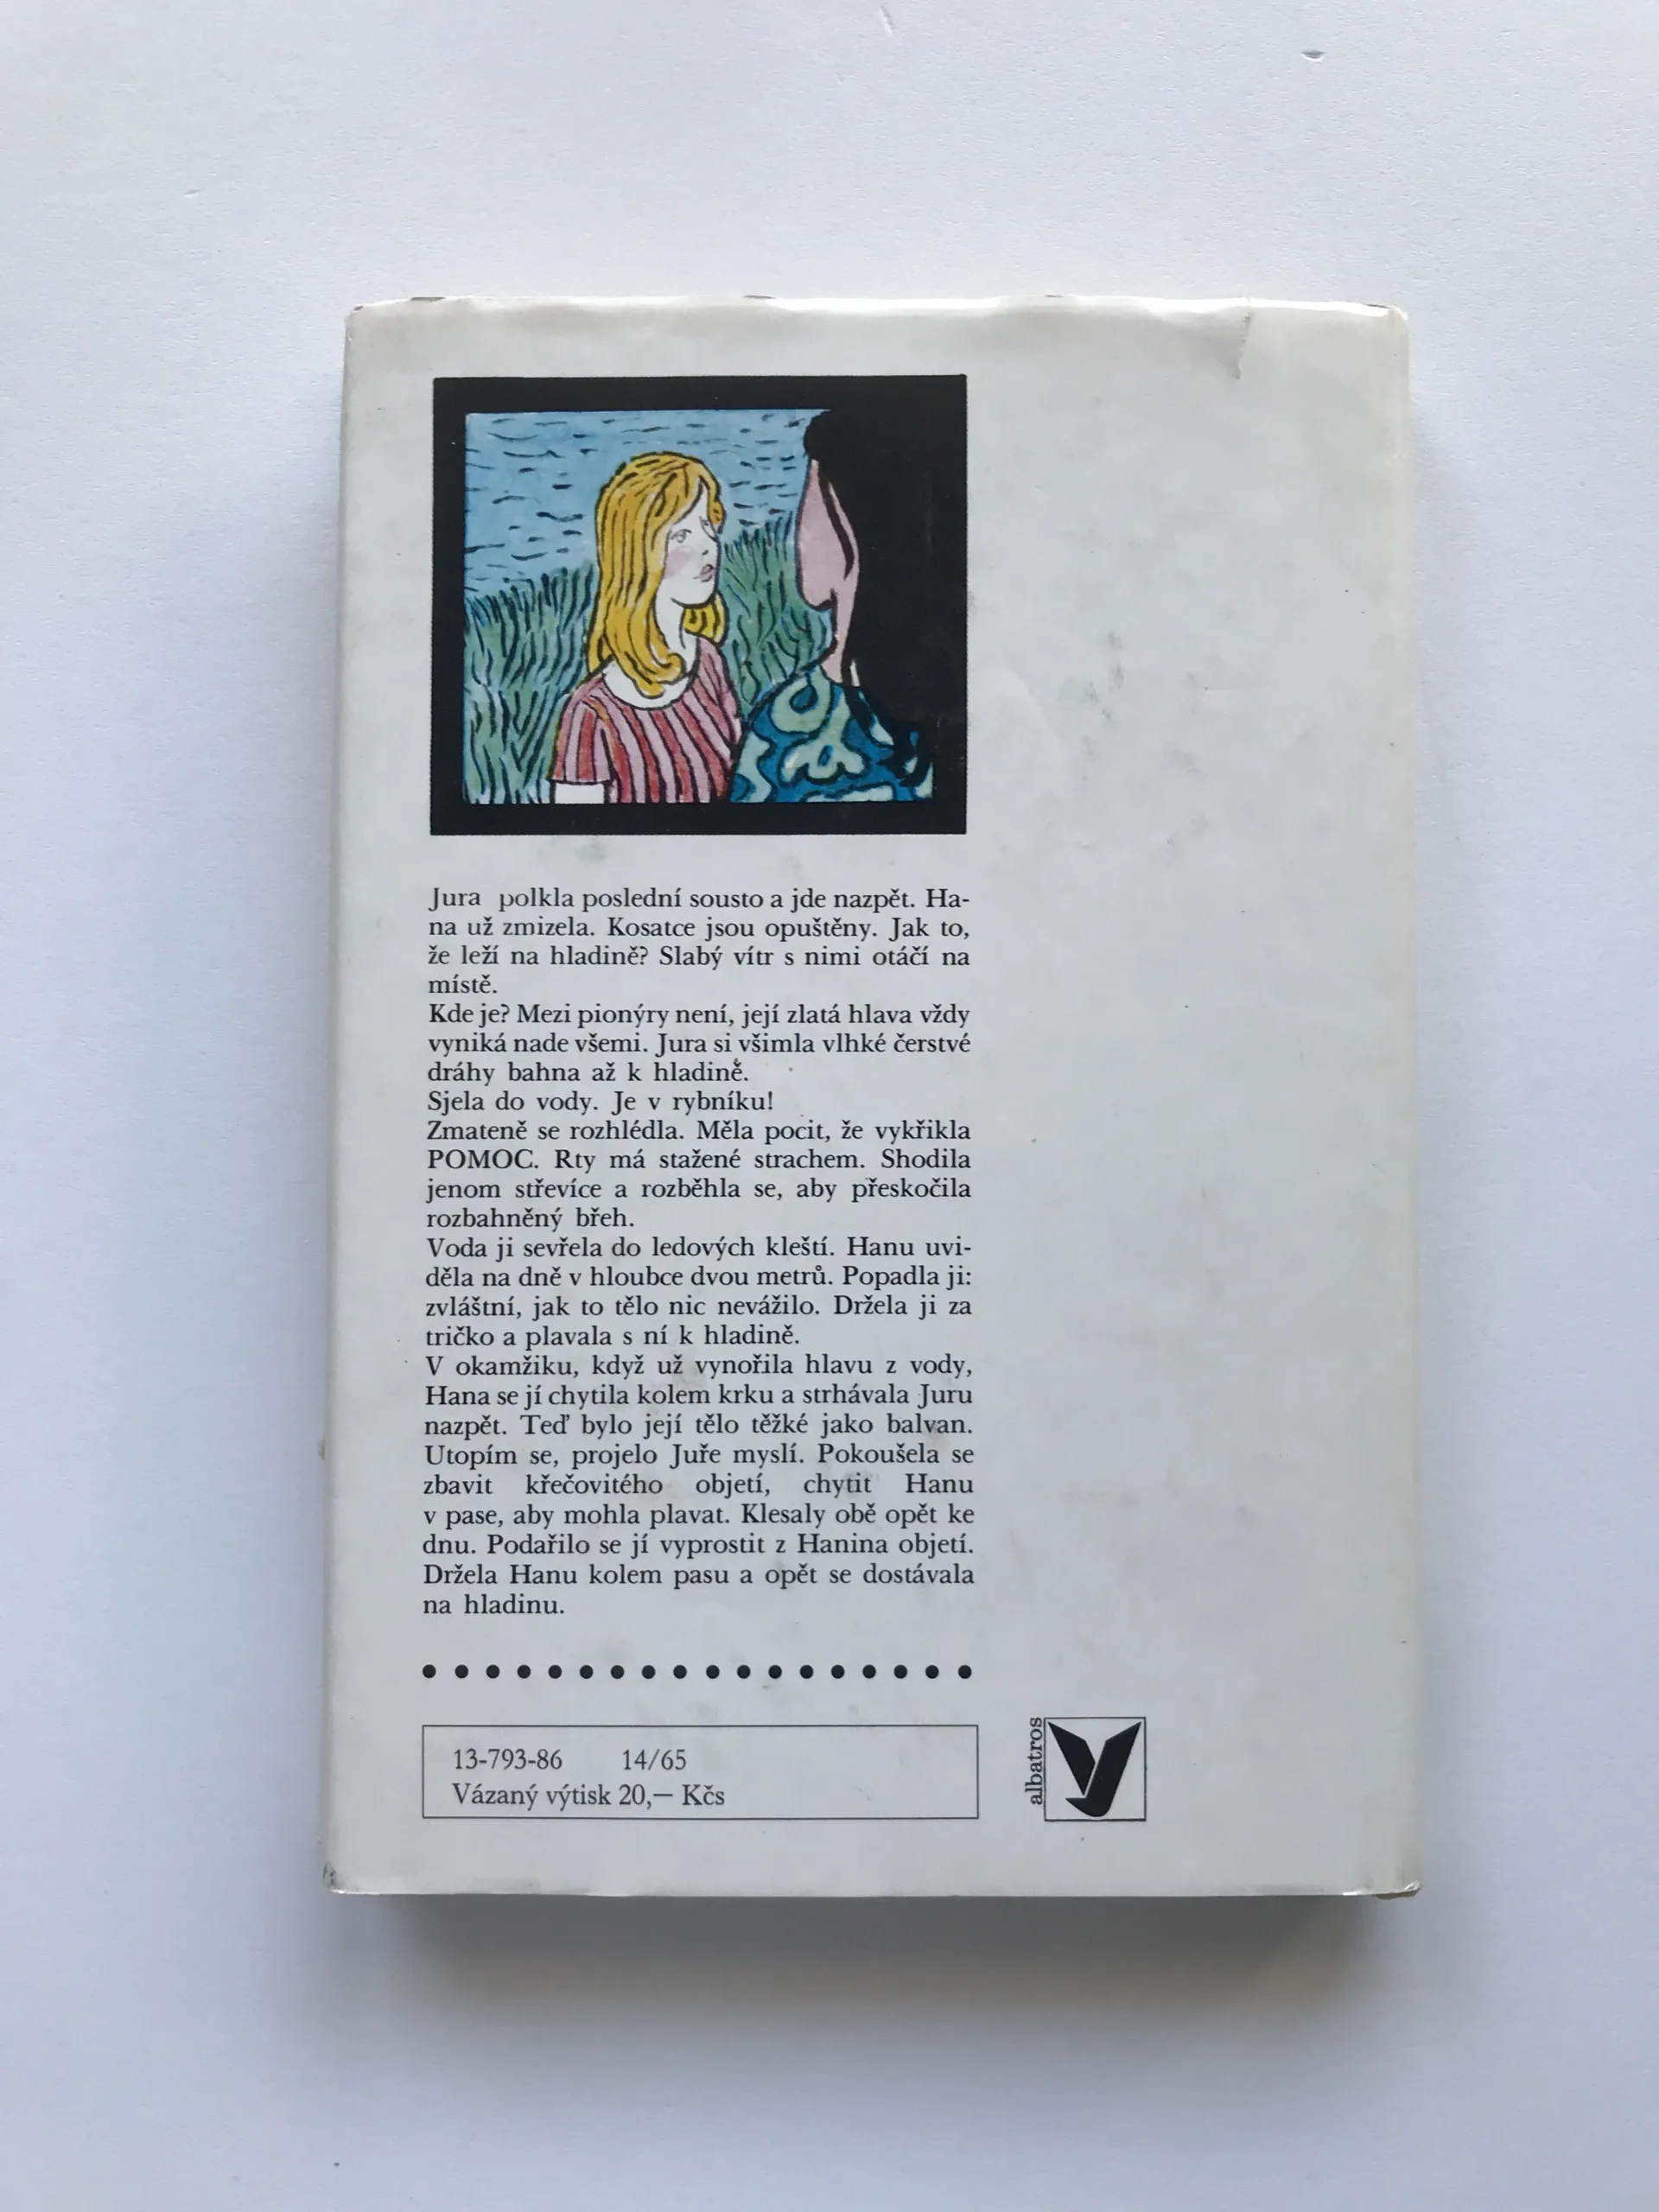 Jura polkla poslední sousto a jde nazpět. Ha-
na už zmizela. Kosatce jsou opuštěny. Jak to,
že leží na hladině? Slabý vítr s nimi otáčí na
místě.
Kde je? Mezi pionýry není, její zlatá hlava vždy
vyniká nade všemi. Jura si všimla vlhké čerstvé
dráhy bahna až k hladině.
Sjela do vody. Je v rybníku!
Zmateně se rozhlédla. Měla pocit, že vykřikla
POMOC. Rty má stažené strachem. Shodila
jenom střevíce a rozběhla se, aby přeskočila
rozbahněný břeh.
Voda ji sevřela do ledových kleští. Hanu uvi-
děla na dně v hloubce dvou metrů. Popadla ji:
zvláštní, jak to tělo nic nevážilo. Držela ji za
tričko a plavala s ní k hladině.
V okamžiku, když už vynořila hlavu z vody,
Hana se jí chytila kolem krku a strhávala Juru
nazpět. Teď bylo její tělo těžké jako balvan.
Utopím se, projelo Juře myslí. Pokoušela se
zbavit křečovitého objetí, chytit Hanu
v pase, aby mohla plavat. Klesaly obě opět ke
dnu. Podařilo se jí vyprostit z Hanina objetí.
Držela Hanu kolem pasu a opět se dostávala
na hladinu.
13-793-86 14/65
Vázaný výtisk 20,— Kčs
albatros